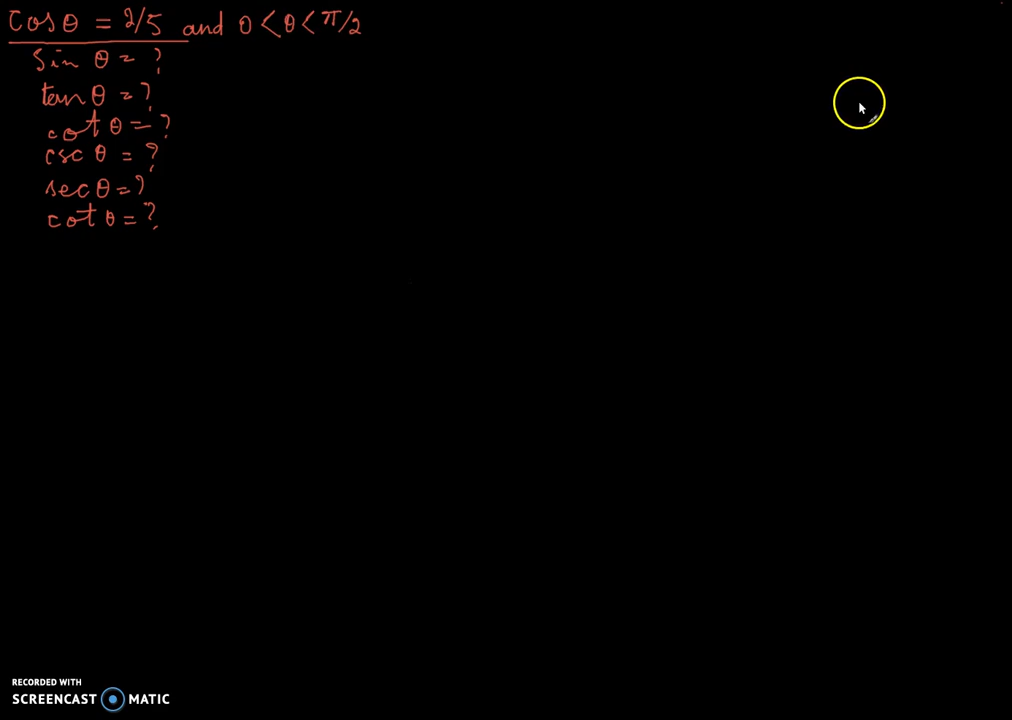 cos θ = 2/5 and 0 < θ < π/2
Sin θ = ?
tan θ = ?
cot θ = ?
csc θ = ?
sec θ = ?
cot θ = ?
RECORDED WITH
SCREENCAST MATIC